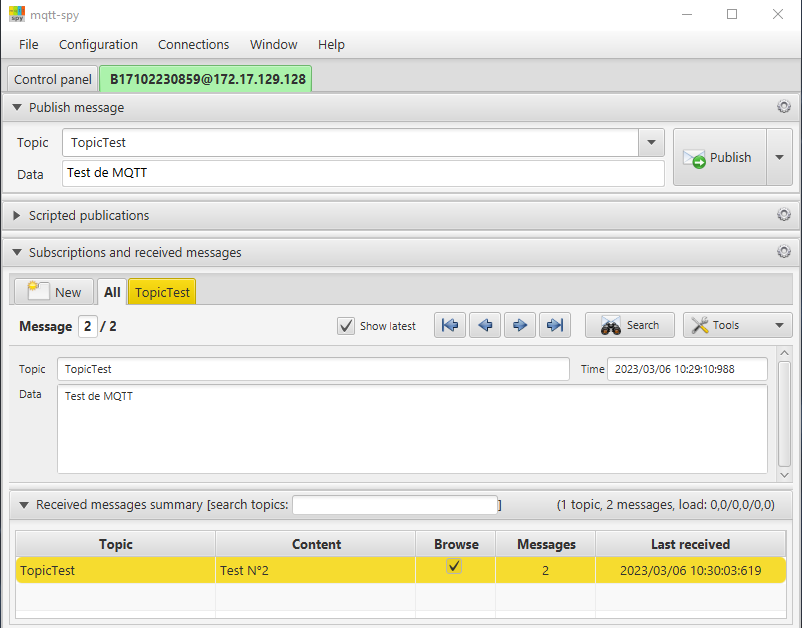 mqtt-spy
File Configuration Connections Window Help
Control panel B17102230859@172.17.129.128
Publish message
Topic TopicTest
Publish
Data Test de MQTT
Scripted publications
Subscriptions and received messages
New All TopicTest
Message 2 / 2 Show latest Search Tools
Topic TopicTest Time 2023/03/06 10:29:10:988
Data Test de MQTT
Received messages summary [search topics: ] (1 topic, 2 messages, load: 0,0/0,0/0,0)
Topic Content Browse Messages Last received
TopicTest Test N°2 2 2023/03/06 10:30:03:619